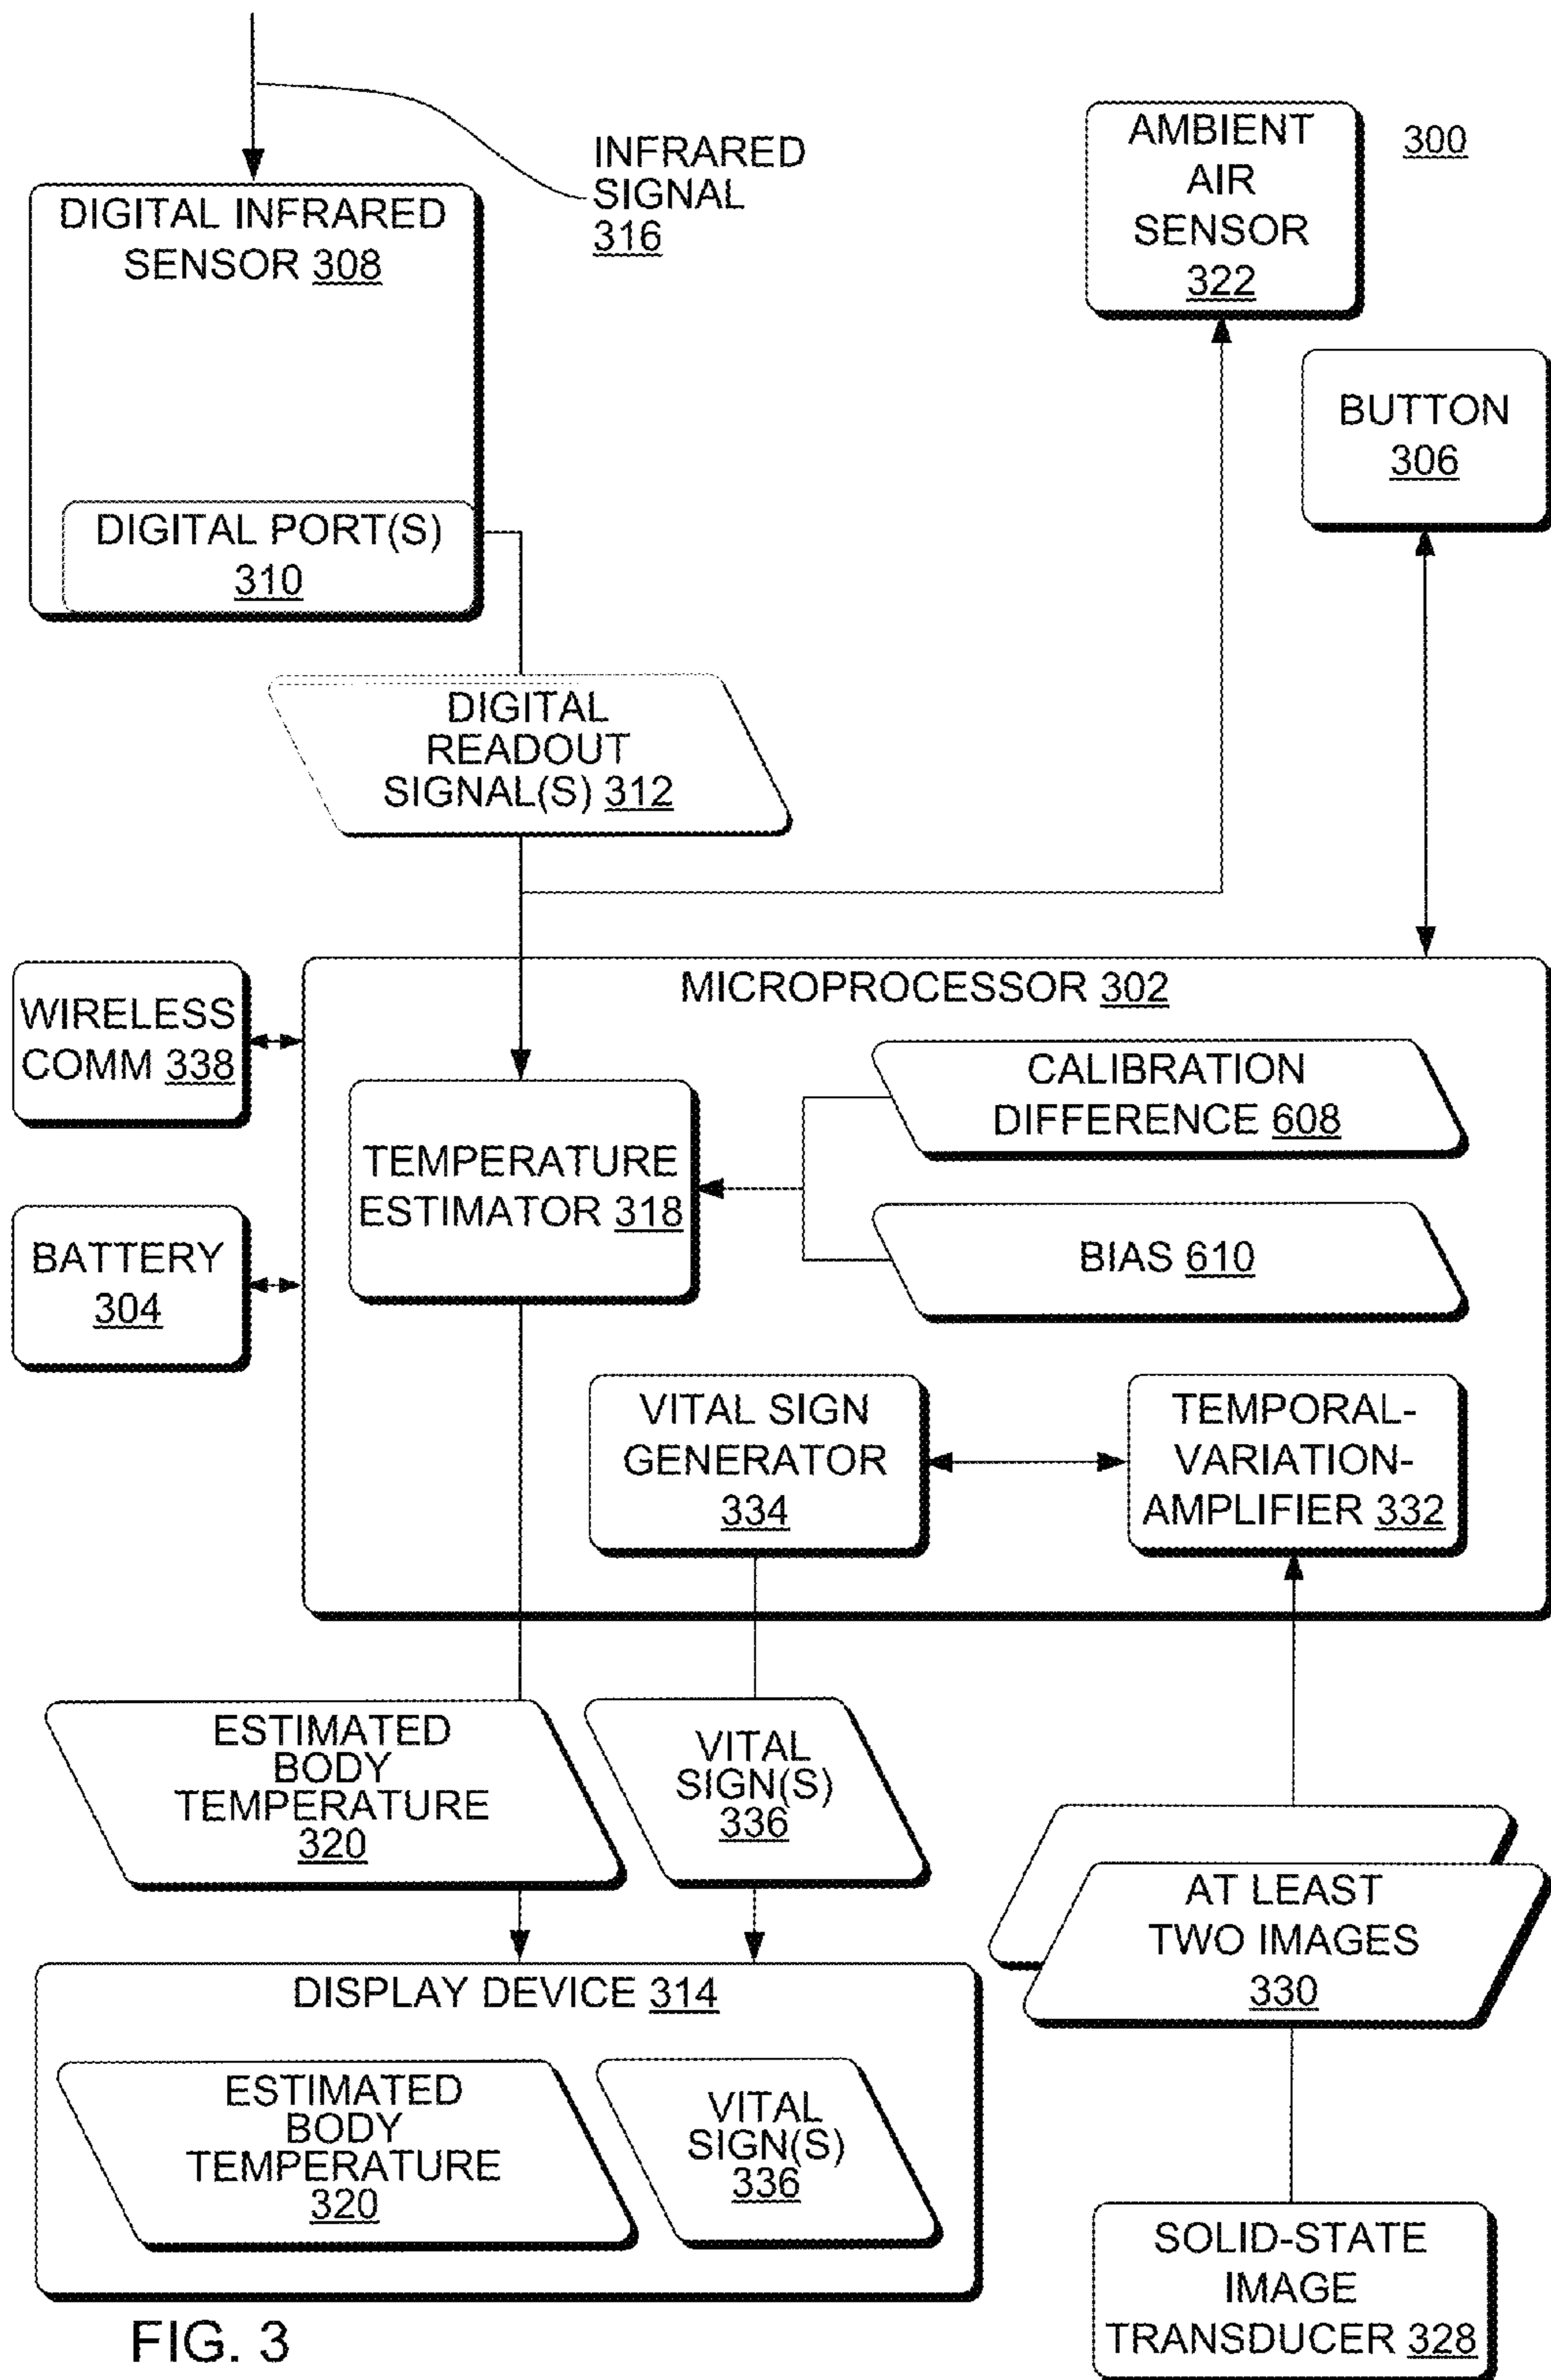 INFRARED
SIGNAL
316
AMBIENT
AIR
SENSOR
322
300
DIGITAL INFRARED
SENSOR 308
BUTTON
306
DIGITAL PORT(S)
310
DIGITAL
READOUT
SIGNAL(S) 312
MICROPROCESSOR 302
WIRELESS
COMM 338
CALIBRATION
DIFFERENCE 608
TEMPERATURE
ESTIMATOR 318
BATTERY
304
BIAS 610
VITAL SIGN
GENERATOR
334
TEMPORAL-
VARIATION-
AMPLIFIER 332
ESTIMATED
BODY
TEMPERATURE
320
VITAL
SIGN(S)
336
AT LEAST
TWO IMAGES
330
DISPLAY DEVICE 314
ESTIMATED
BODY
TEMPERATURE
320
VITAL
SIGN(S)
336
SOLID-STATE
IMAGE
TRANSDUCER 328
FIG. 3